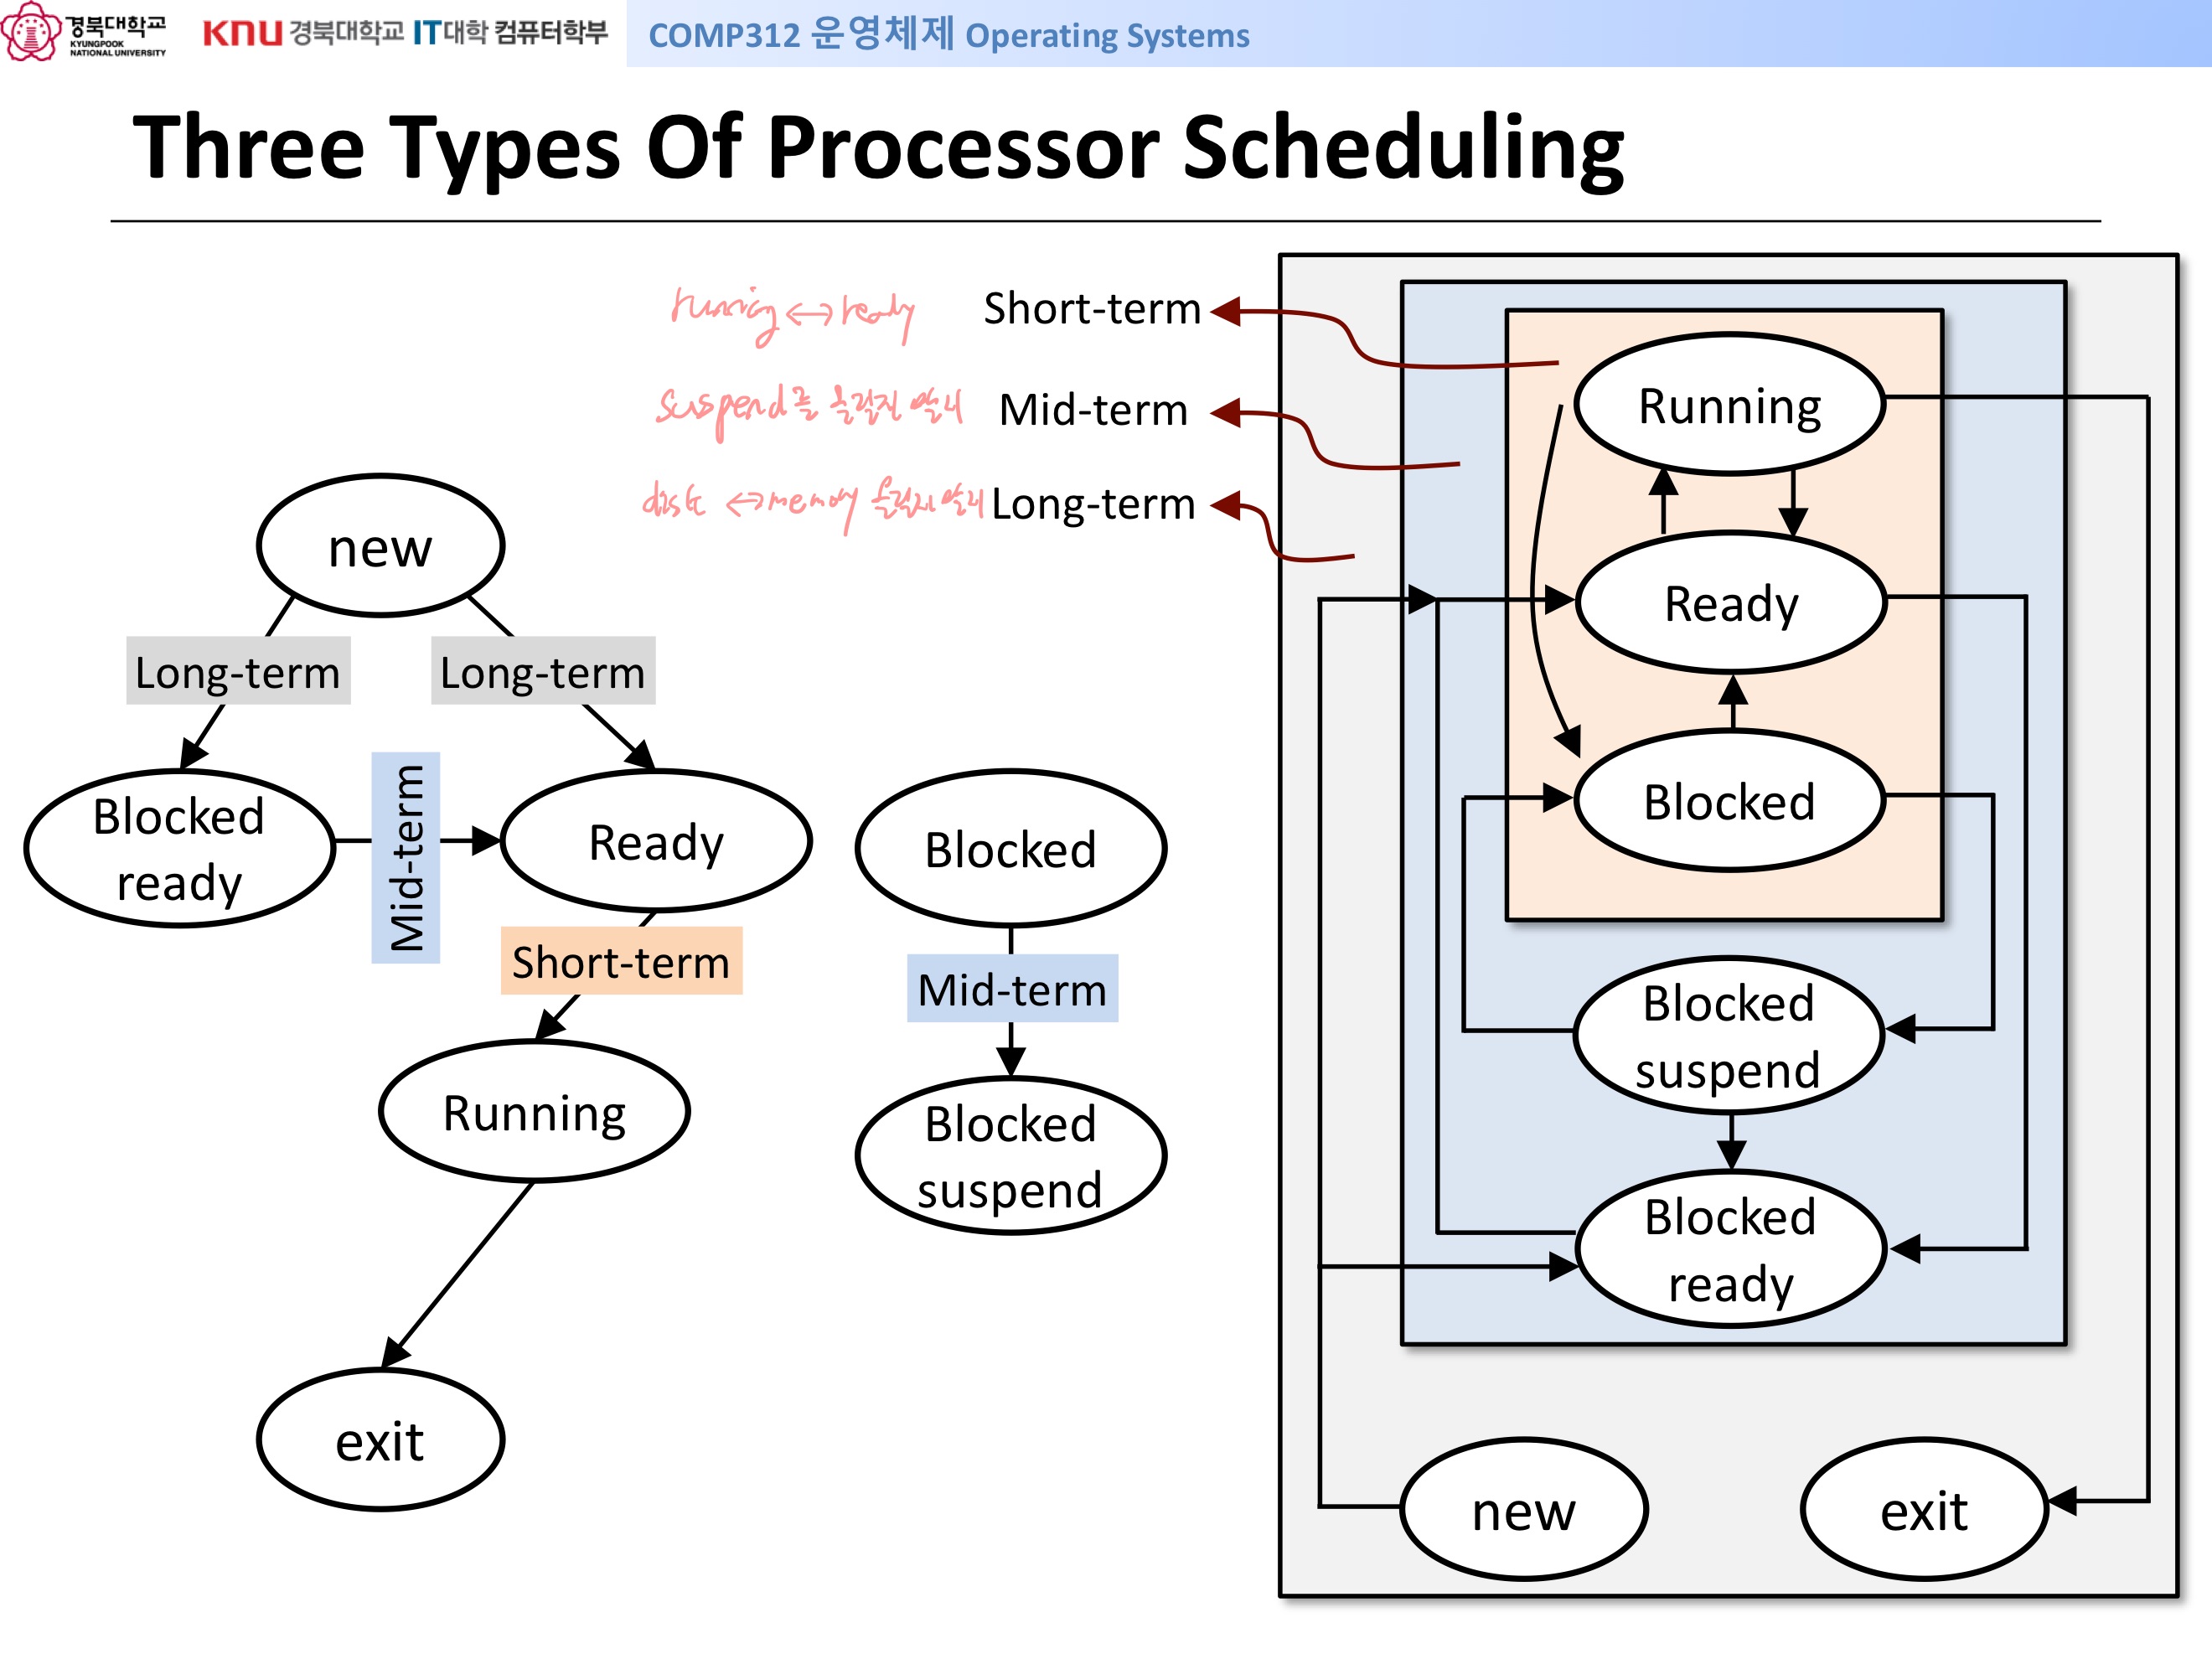 경북대학교
KYUNGPOOK
NATIONAL UNIVERSITY
KNU 경북대학교 IT대학 컴퓨터학부
COMP312 운영체제 Operating Systems
Three Types Of Processor Scheduling
running ↔ ready Short-term
suspend를 올릴지 말지 Mid-term
disk ↔ memory 올릴지 말지 Long-term
new
Long-term
Long-term
Blocked
ready
Mid-term
Ready
Short-term
Running
exit
Blocked
Mid-term
Blocked
suspend
Running
Ready
Blocked
Blocked
suspend
Blocked
ready
new
exit